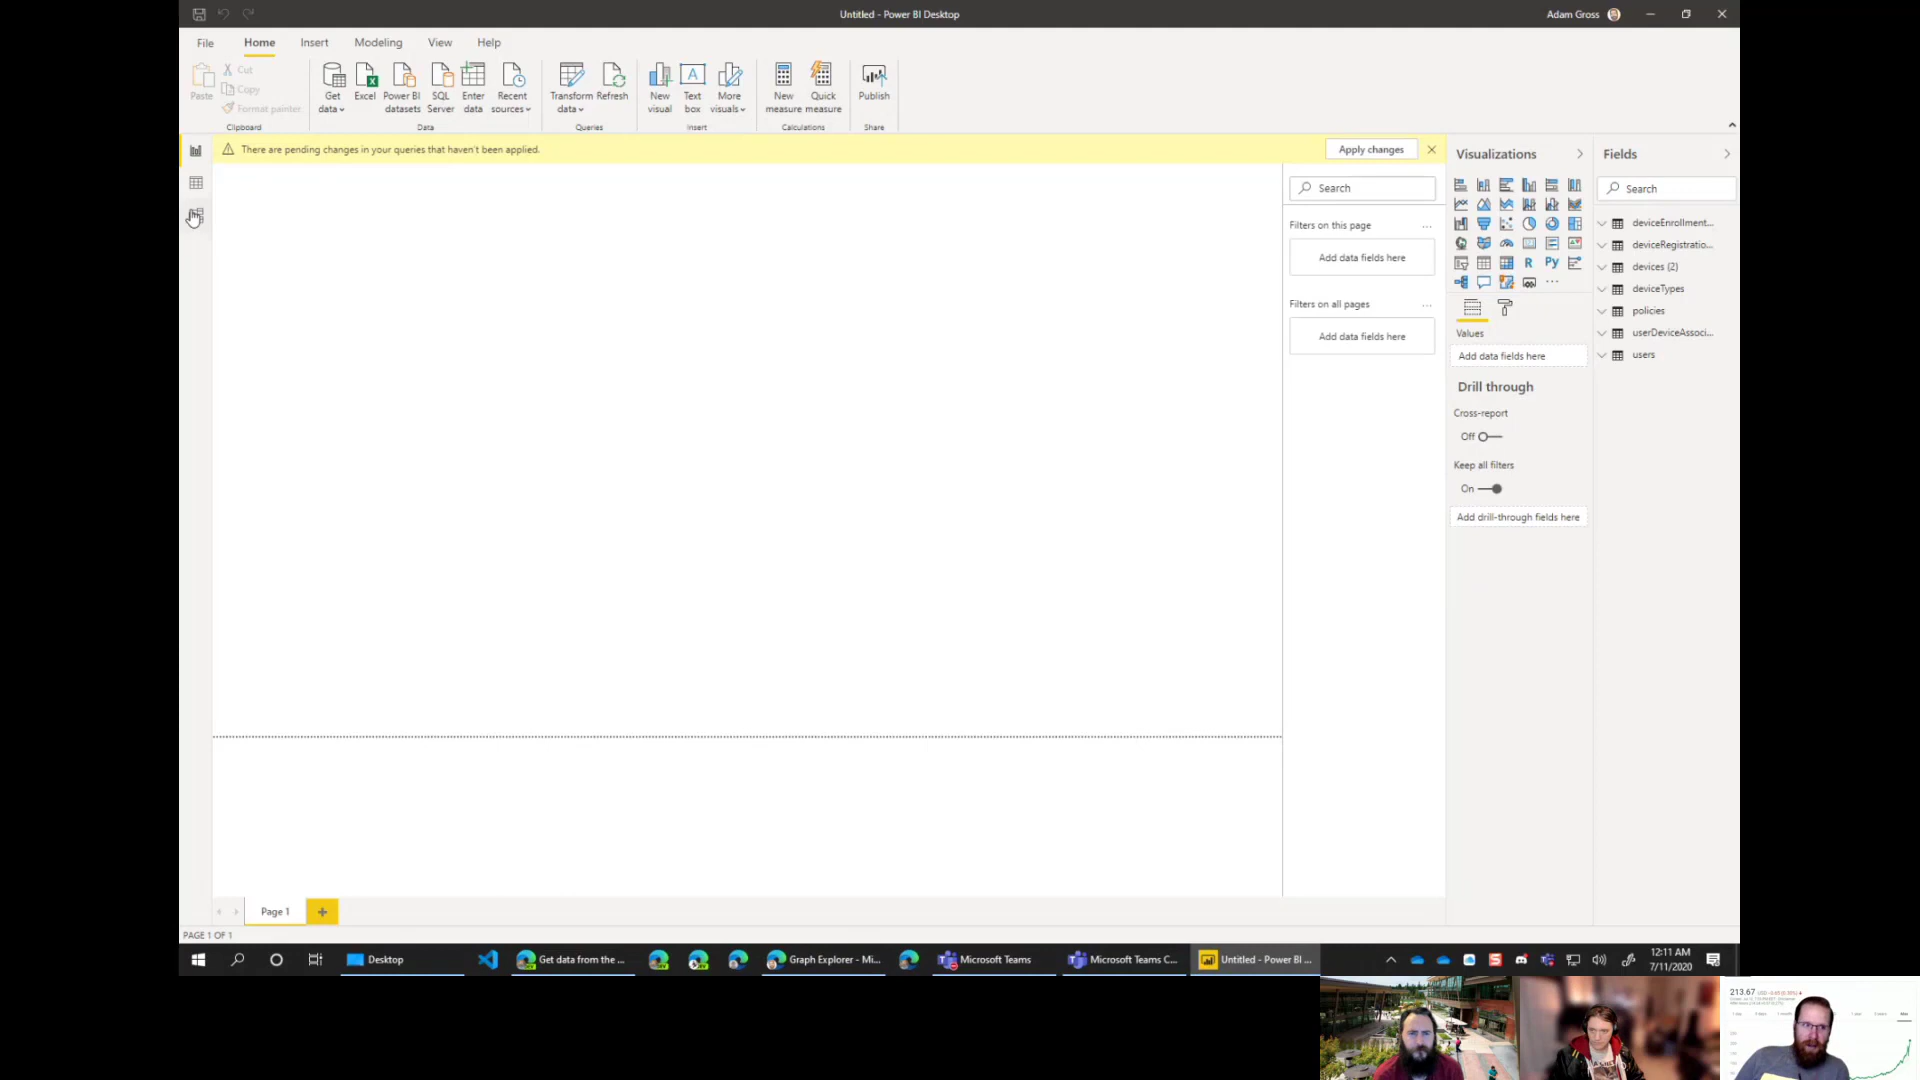 Untitled - Power BI Desktop
Adam Gross
File
Home
Insert
Modeling
View
Help
Paste
Cut
Copy
Format painter
Clipboard
Get data
Excel
Power BI datasets
SQL Server
Enter data
Recent sources
Data
Transform data
Refresh
Queries
New visual
Text box
More visuals
Insert
New measure
Quick measure
Calculations
Publish
Share
There are pending changes in your queries that haven't been applied.
Apply changes
Search
Filters on this page
Add data fields here
Filters on all pages
Add data fields here
Visualizations
R
Py
Values
Add data fields here
Drill through
Cross-report
Off
Keep all filters
On
Add drill-through fields here
Fields
Search
deviceEnrollment...
deviceRegistratio...
devices (2)
deviceTypes
policies
userDeviceAssoci...
users
Page 1
PAGE 1 OF 1
Desktop
Get data from the ...
Graph Explorer - Mi...
Microsoft Teams
Microsoft Teams C...
Untitled - Power BI ...
12:11 AM
7/11/2020
213.67